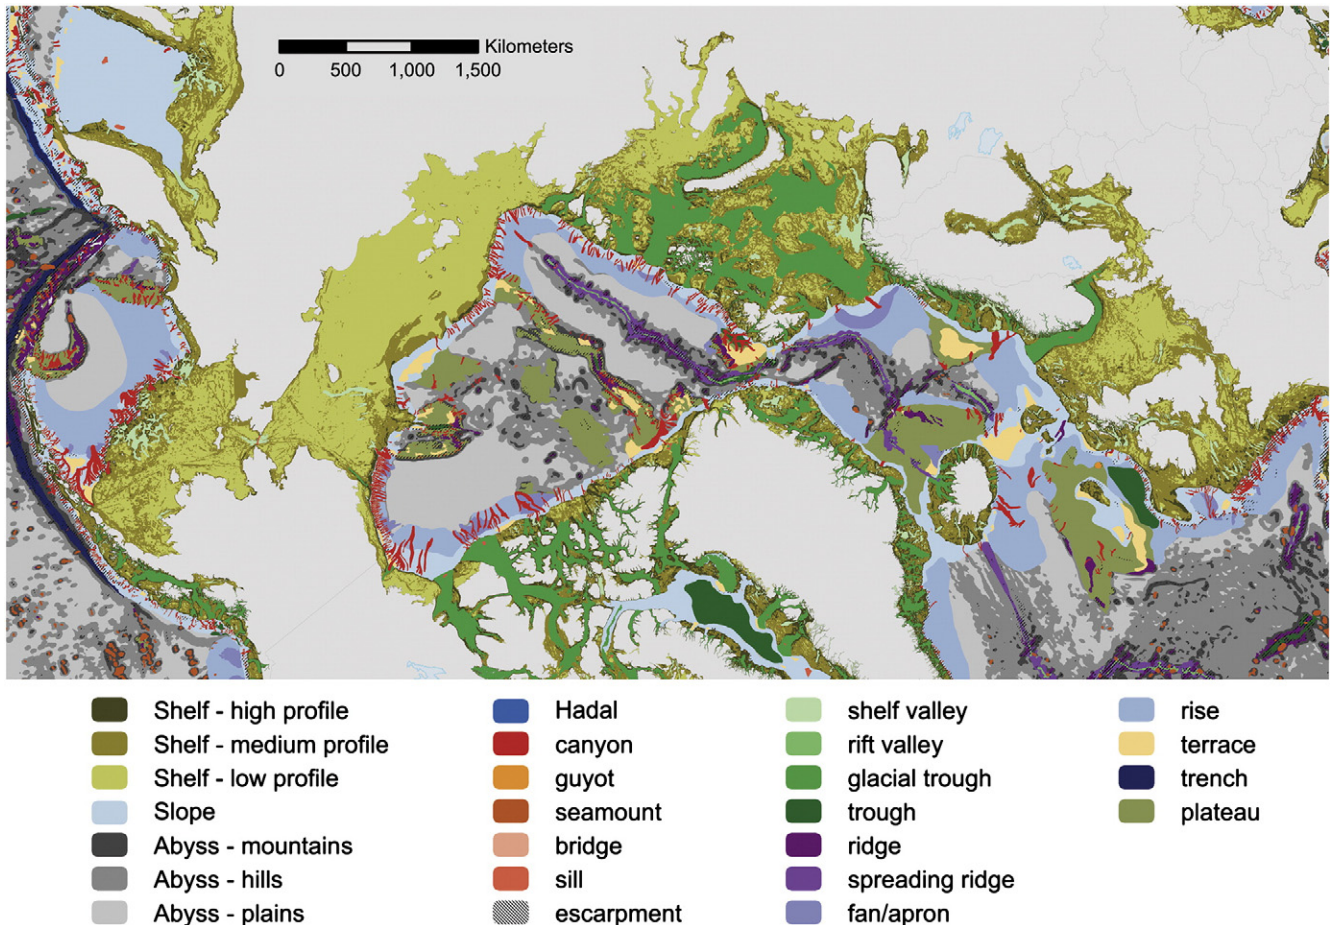 Kilometers
0 500 1,000 1,500
Shelf - high profile
Shelf - medium profile
Shelf - low profile
Slope
Abyss - mountains
Abyss - hills
Abyss - plains
Hadal
canyon
guyot
seamount
bridge
sill
escarpment
shelf valley
rift valley
glacial trough
trough
ridge
spreading ridge
fan/apron
rise
terrace
trench
plateau